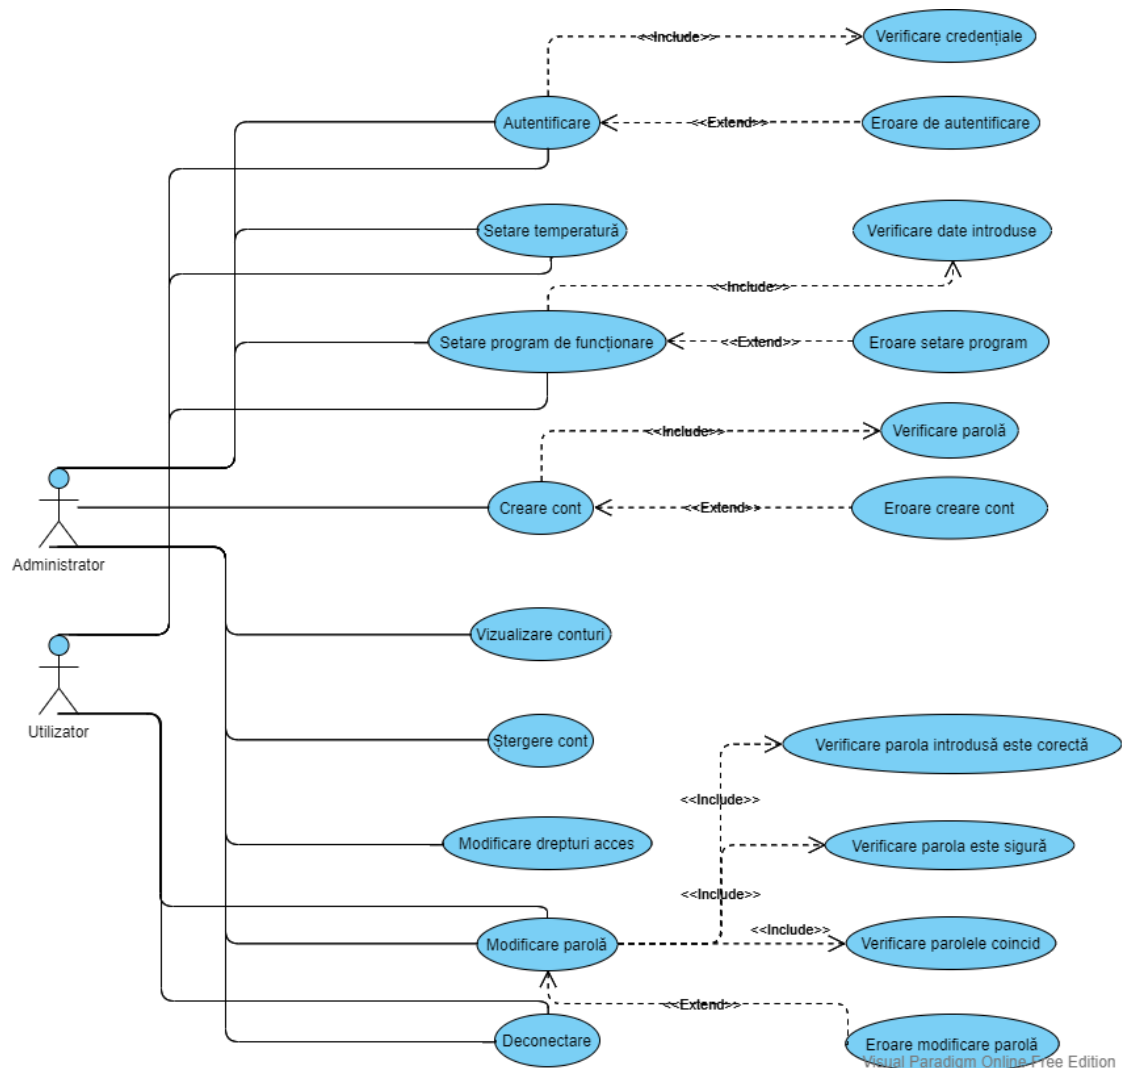 <<Include>>
Verificare credențiale
Autentificare
<<Extend>>
Eroare de autentificare
Setare temperatură
Verificare date introduse
<<Include>>
Setare program de funcționare
<<Extend>>
Eroare setare program
<<Include>>
Verificare parolă
Creare cont
<<Extend>>
Eroare creare cont
Administrator
Vizualizare conturi
Utilizator
Ștergere cont
Verificare parola introdusă este corectă
<<Include>>
Modificare drepturi acces
Verificare parola este sigură
<<Include>>
<<Include>>
Modificare parolă
Verificare parolele coincid
<<Extend>>
Deconectare
Eroare modificare parolă
Visual Paradigm Online Free Edition